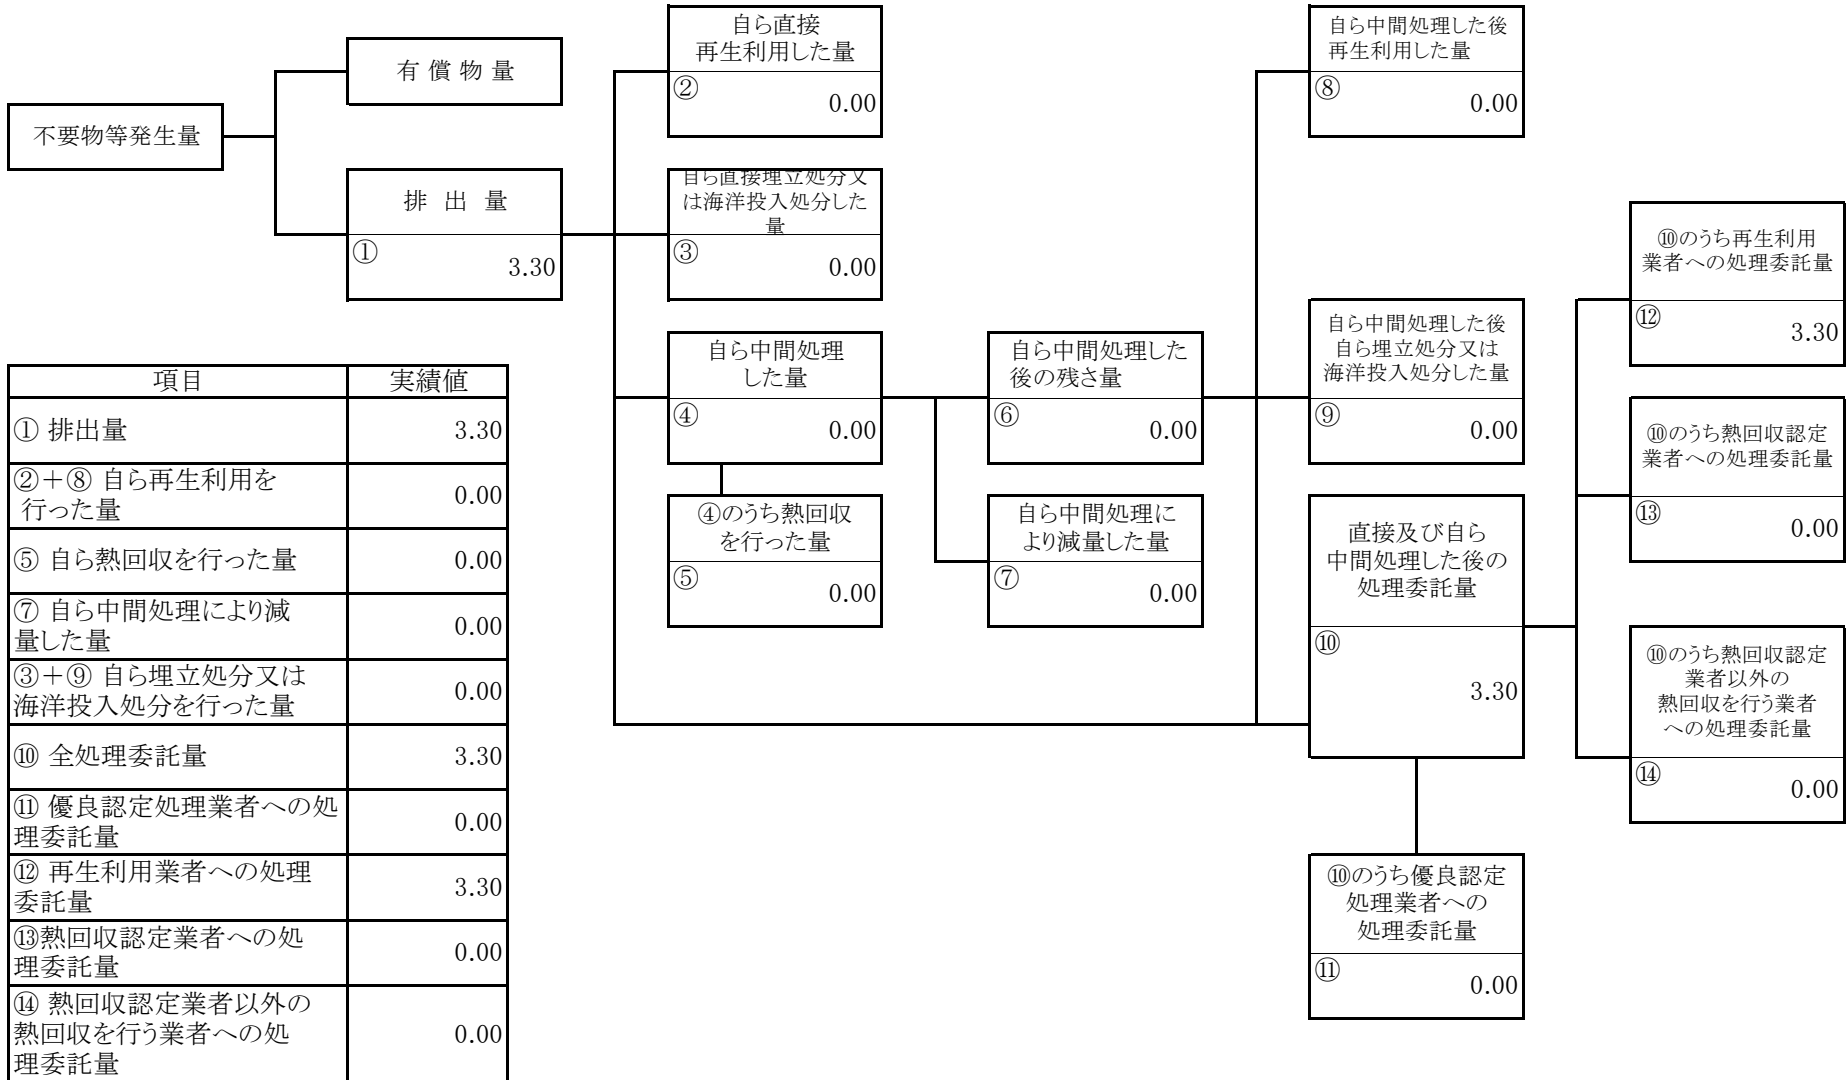 不要物等発生量
有 償 物 量
排 出 量
①
3.30
自ら直接
再生利用した量
②
0.00
自ら直接埋立処分又
は海洋投入処分した
量
③
0.00
自ら中間処理
した量
④
0.00
④のうち熱回収
を行った量
⑤
0.00
自ら中間処理した
後の残さ量
⑥
0.00
自ら中間処理に
より減量した量
⑦
0.00
自ら中間処理した後
再生利用した量
⑧
0.00
自ら中間処理した後
自ら埋立処分又は
海洋投入処分した量
⑨
0.00
直接及び自ら
中間処理した後の
処理委託量
⑩
3.30
⑩のうち優良認定
処理業者への
処理委託量
⑪
0.00
⑩のうち再生利用
業者への処理委託量
⑫
3.30
⑩のうち熱回収認定
業者への処理委託量
⑬
0.00
⑩のうち熱回収認定
業者以外の
熱回収を行う業者
への処理委託量
⑭
0.00
項目 実績値
① 排出量 3.30
②＋⑧ 自ら再生利用を
行った量 0.00
⑤ 自ら熱回収を行った量 0.00
⑦ 自ら中間処理により減
量した量 0.00
③＋⑨ 自ら埋立処分又は
海洋投入処分を行った量 0.00
⑩ 全処理委託量 3.30
⑪ 優良認定処理業者への処
理委託量 0.00
⑫ 再生利用業者への処理
委託量 3.30
⑬熱回収認定業者への処
理委託量 0.00
⑭ 熱回収認定業者以外の
熱回収を行う業者への処
理委託量 0.00